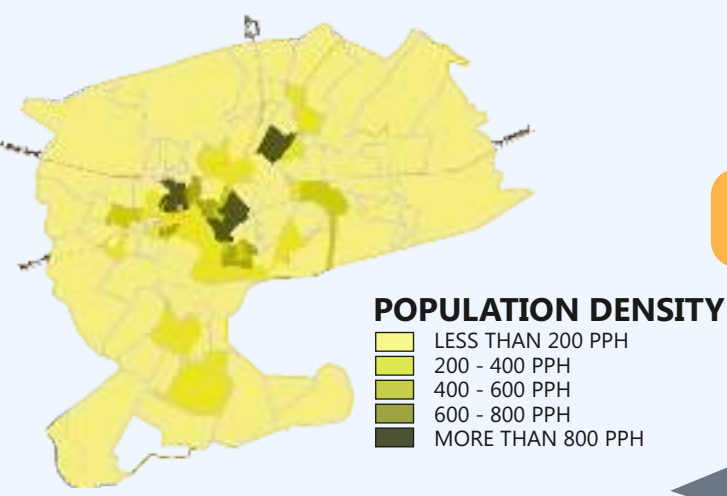 POPULATION DENSITY
LESS THAN 200 PPH
200 - 400 PPH
400 - 600 PPH
600 - 800 PPH
MORE THAN 800 PPH